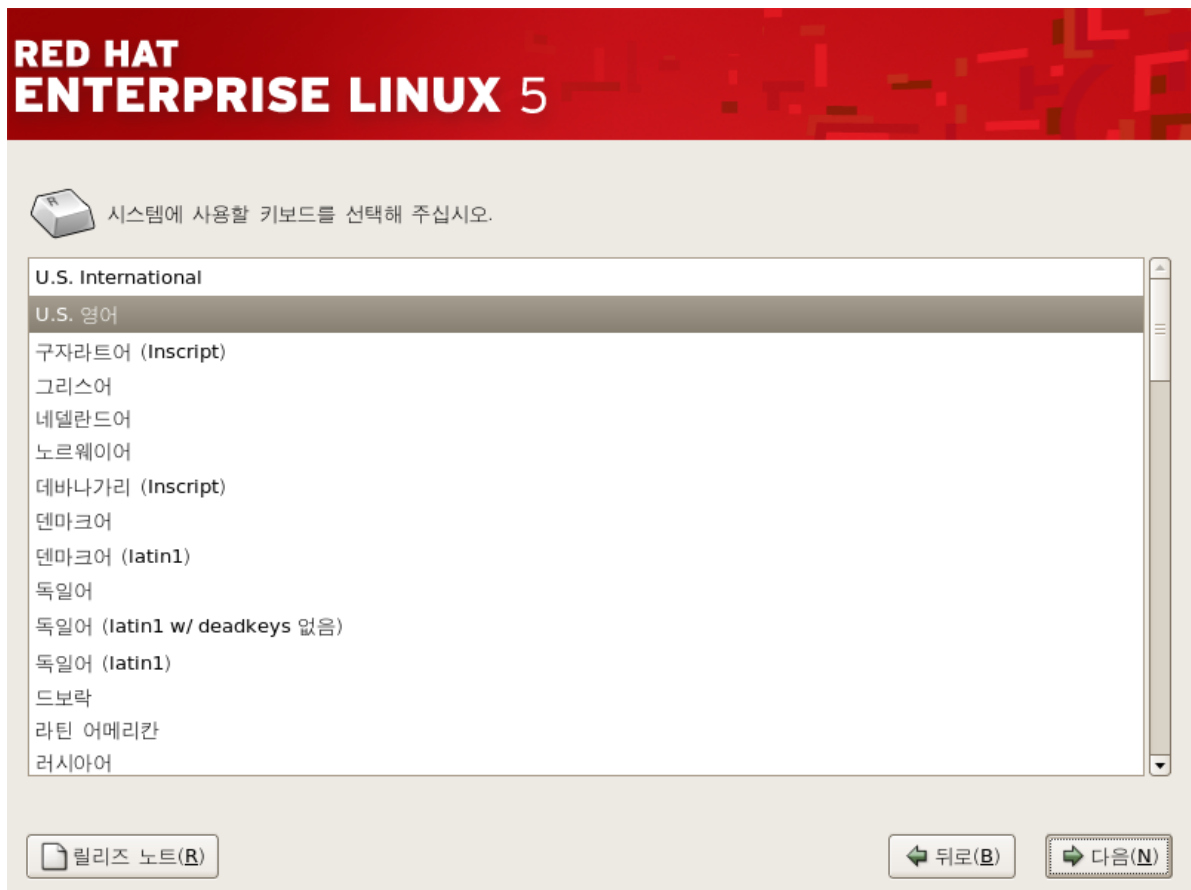 RED HAT
ENTERPRISE LINUX 5
R
시스템에 사용할 키보드를 선택해 주십시오.
U.S. International
U.S. 영어
구자라트어 (Inscript)
그리스어
네델란드어
노르웨이어
데바나가리 (Inscript)
덴마크어
덴마크어 (latin1)
독일어
독일어 (latin1 w/ deadkeys 없음)
독일어 (latin1)
드보락
라틴 어메리칸
러시아어
릴리즈 노트(R)
뒤로(B)
다음(N)